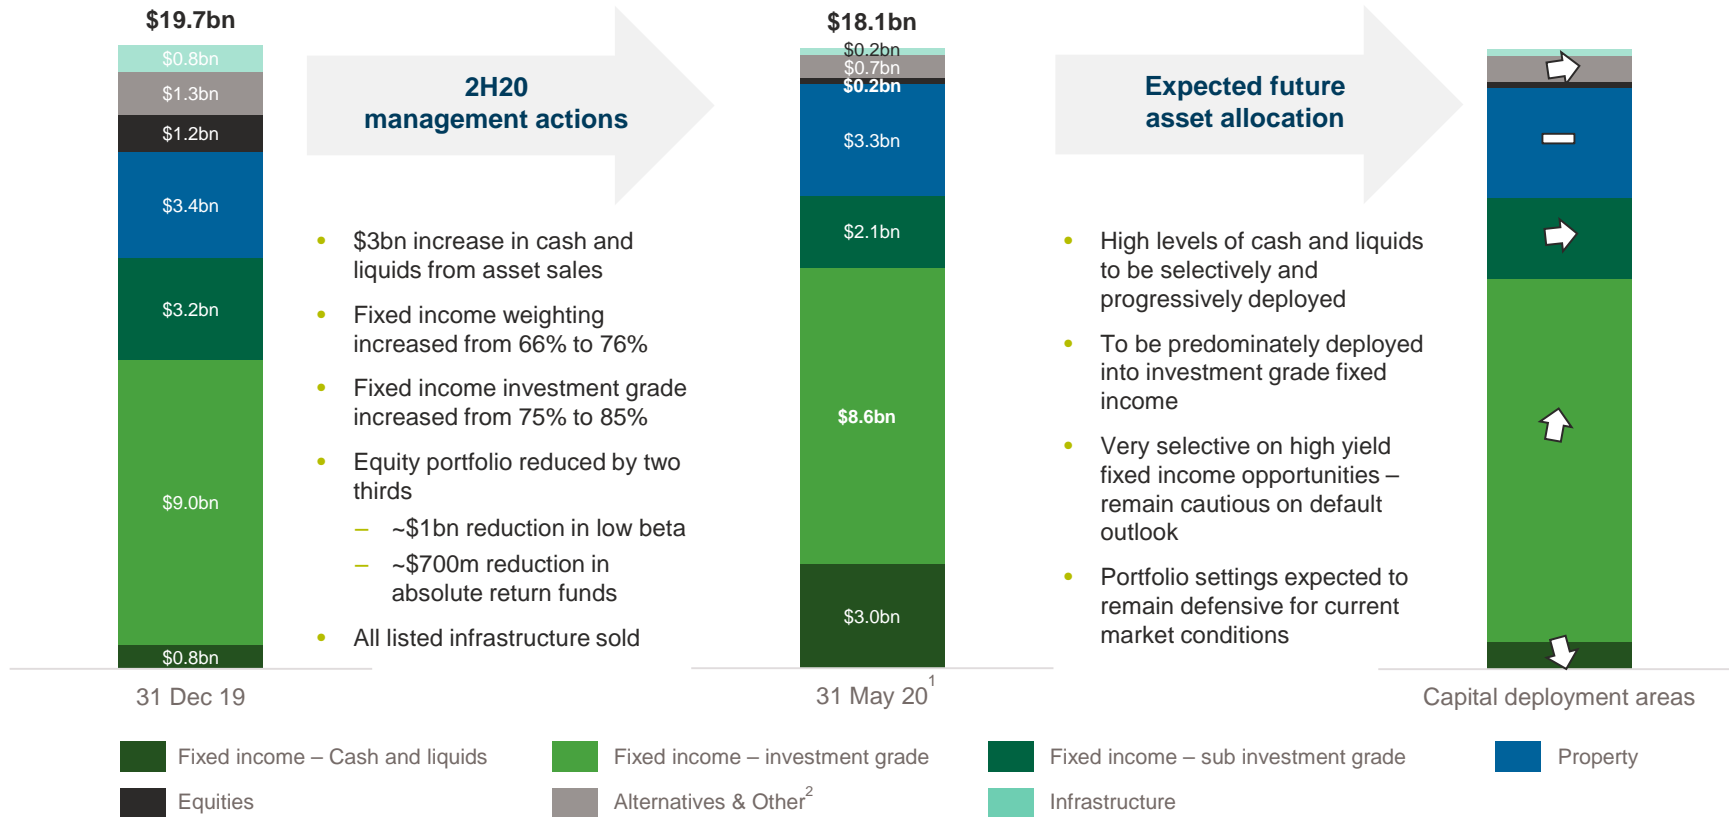 $19.7bn
$0.8bn
$1.3bn
$1.2bn
$3.4bn
$3.2bn
$9.0bn
$0.8bn
31 Dec 19
2H20
management actions
• $3bn increase in cash and
liquids from asset sales
• Fixed income weighting
increased from 66% to 76%
• Fixed income investment grade
increased from 75% to 85%
• Equity portfolio reduced by two
thirds
– ~$1bn reduction in low beta
– ~$700m reduction in
absolute return funds
• All listed infrastructure sold
$18.1bn
$0.2bn
$0.7bn
$0.2bn
$3.3bn
$2.1bn
$8.6bn
$3.0bn
31 May 20¹
Expected future
asset allocation
• High levels of cash and liquids
to be selectively and
progressively deployed
• To be predominately deployed
into investment grade fixed
income
• Very selective on high yield
fixed income opportunities –
remain cautious on default
outlook
• Portfolio settings expected to
remain defensive for current
market conditions
Capital deployment areas
Fixed income – Cash and liquids
Fixed income – investment grade
Fixed income – sub investment grade
Property
Equities
Alternatives & Other²
Infrastructure